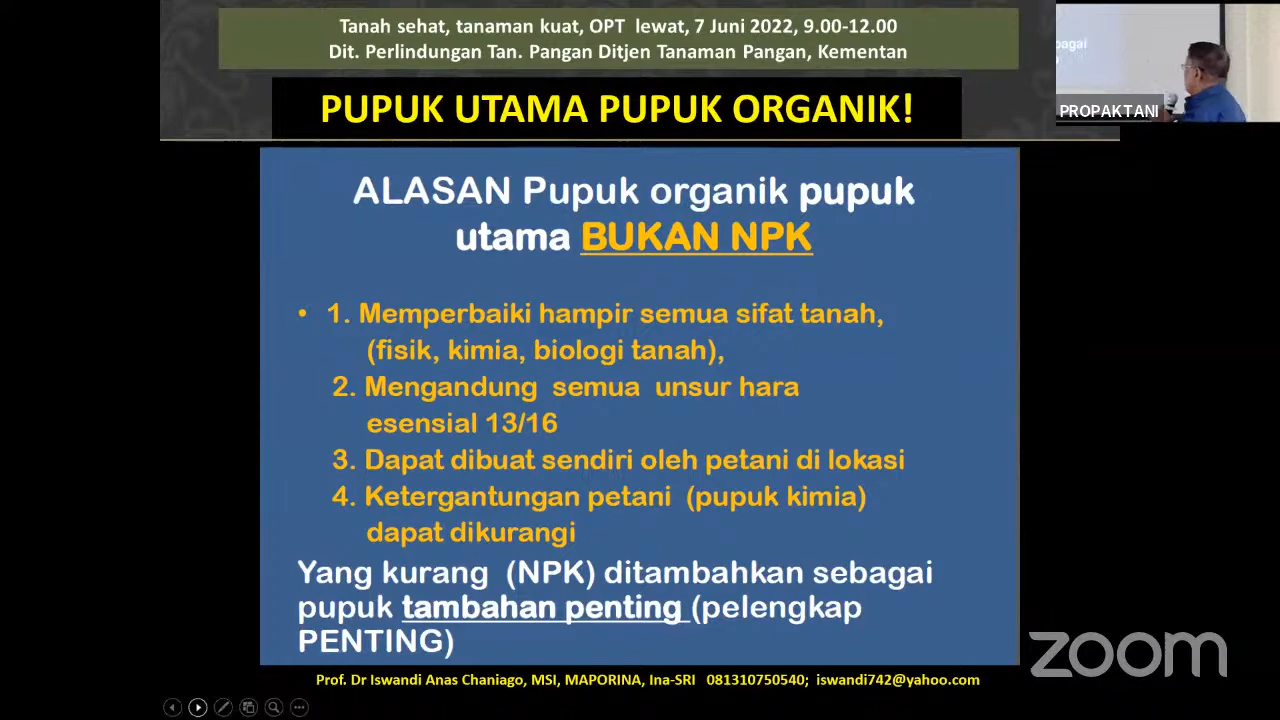 Tanah sehat, tanaman kuat, OPT lewat, 7 Juni 2022, 9.00-12.00
Dit. Perlindungan Tan. Pangan Ditjen Tanaman Pangan, Kementan
PUPUK UTAMA PUPUK ORGANIK!
PROPAKTANI
ALASAN Pupuk organik pupuk
utama BUKAN NPK
• 1. Memperbaiki hampir semua sifat tanah,
(fisik, kimia, biologi tanah),
2. Mengandung semua unsur hara
esensial 13/16
3. Dapat dibuat sendiri oleh petani di lokasi
4. Ketergantungan petani (pupuk kimia)
dapat dikurangi
Yang kurang (NPK) ditambahkan sebagai
pupuk tambahan penting (pelengkap
PENTING)
zoom
Prof. Dr Iswandi Anas Chaniago, MSI, MAPORINA, Ina-SRI 081310750540; iswandi742@yahoo.com